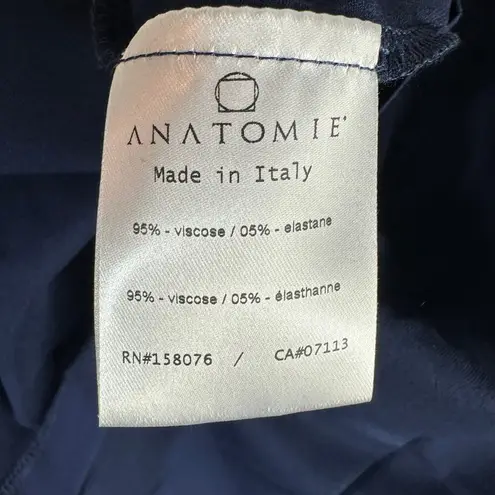 ANATOMIE
Made in Italy
95% - viscose / 05% - elastane
95% - viscose / 05% - élasthanne
RN#158076 / CA#07113